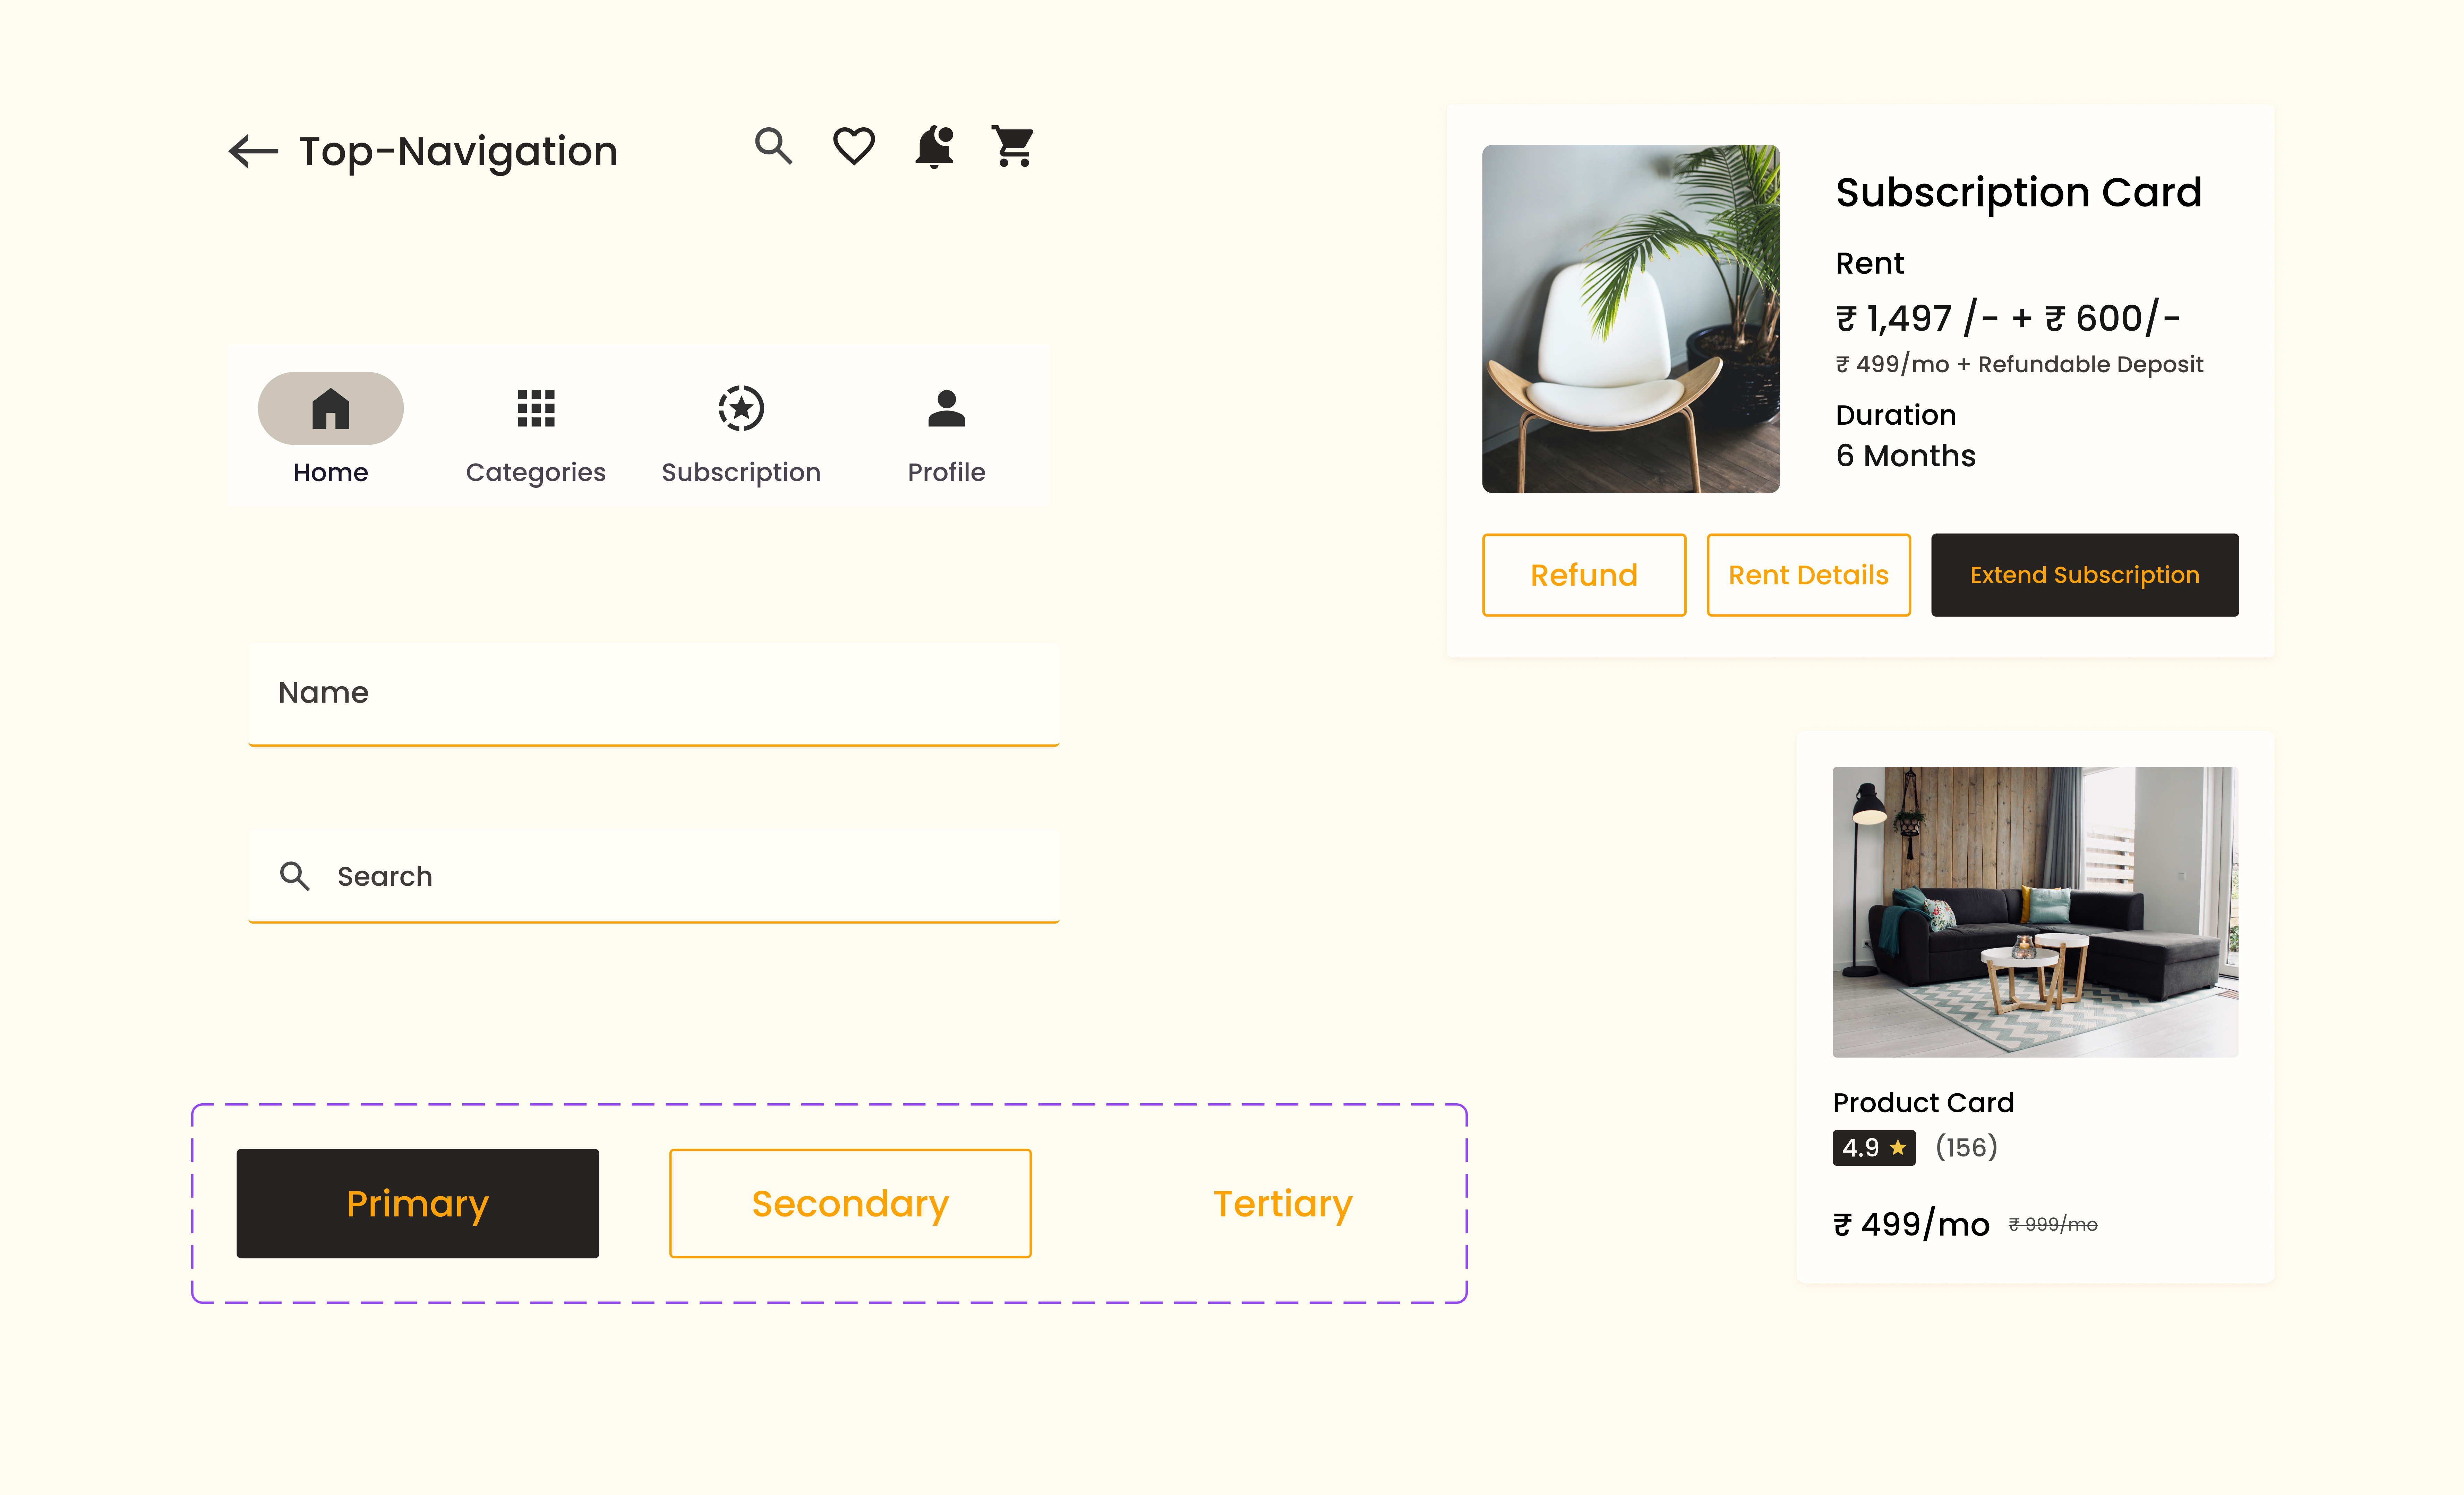 Top-Navigation
Home
Categories
Subscription
Profile
Name
Search
Primary
Secondary
Tertiary
Subscription Card
Rent
₹ 1,497 /- + ₹ 600/-
₹ 499/mo + Refundable Deposit
Duration
6 Months
Refund
Rent Details
Extend Subscription
Product Card
4.9 (156)
₹ 499/mo ₹ 999/mo